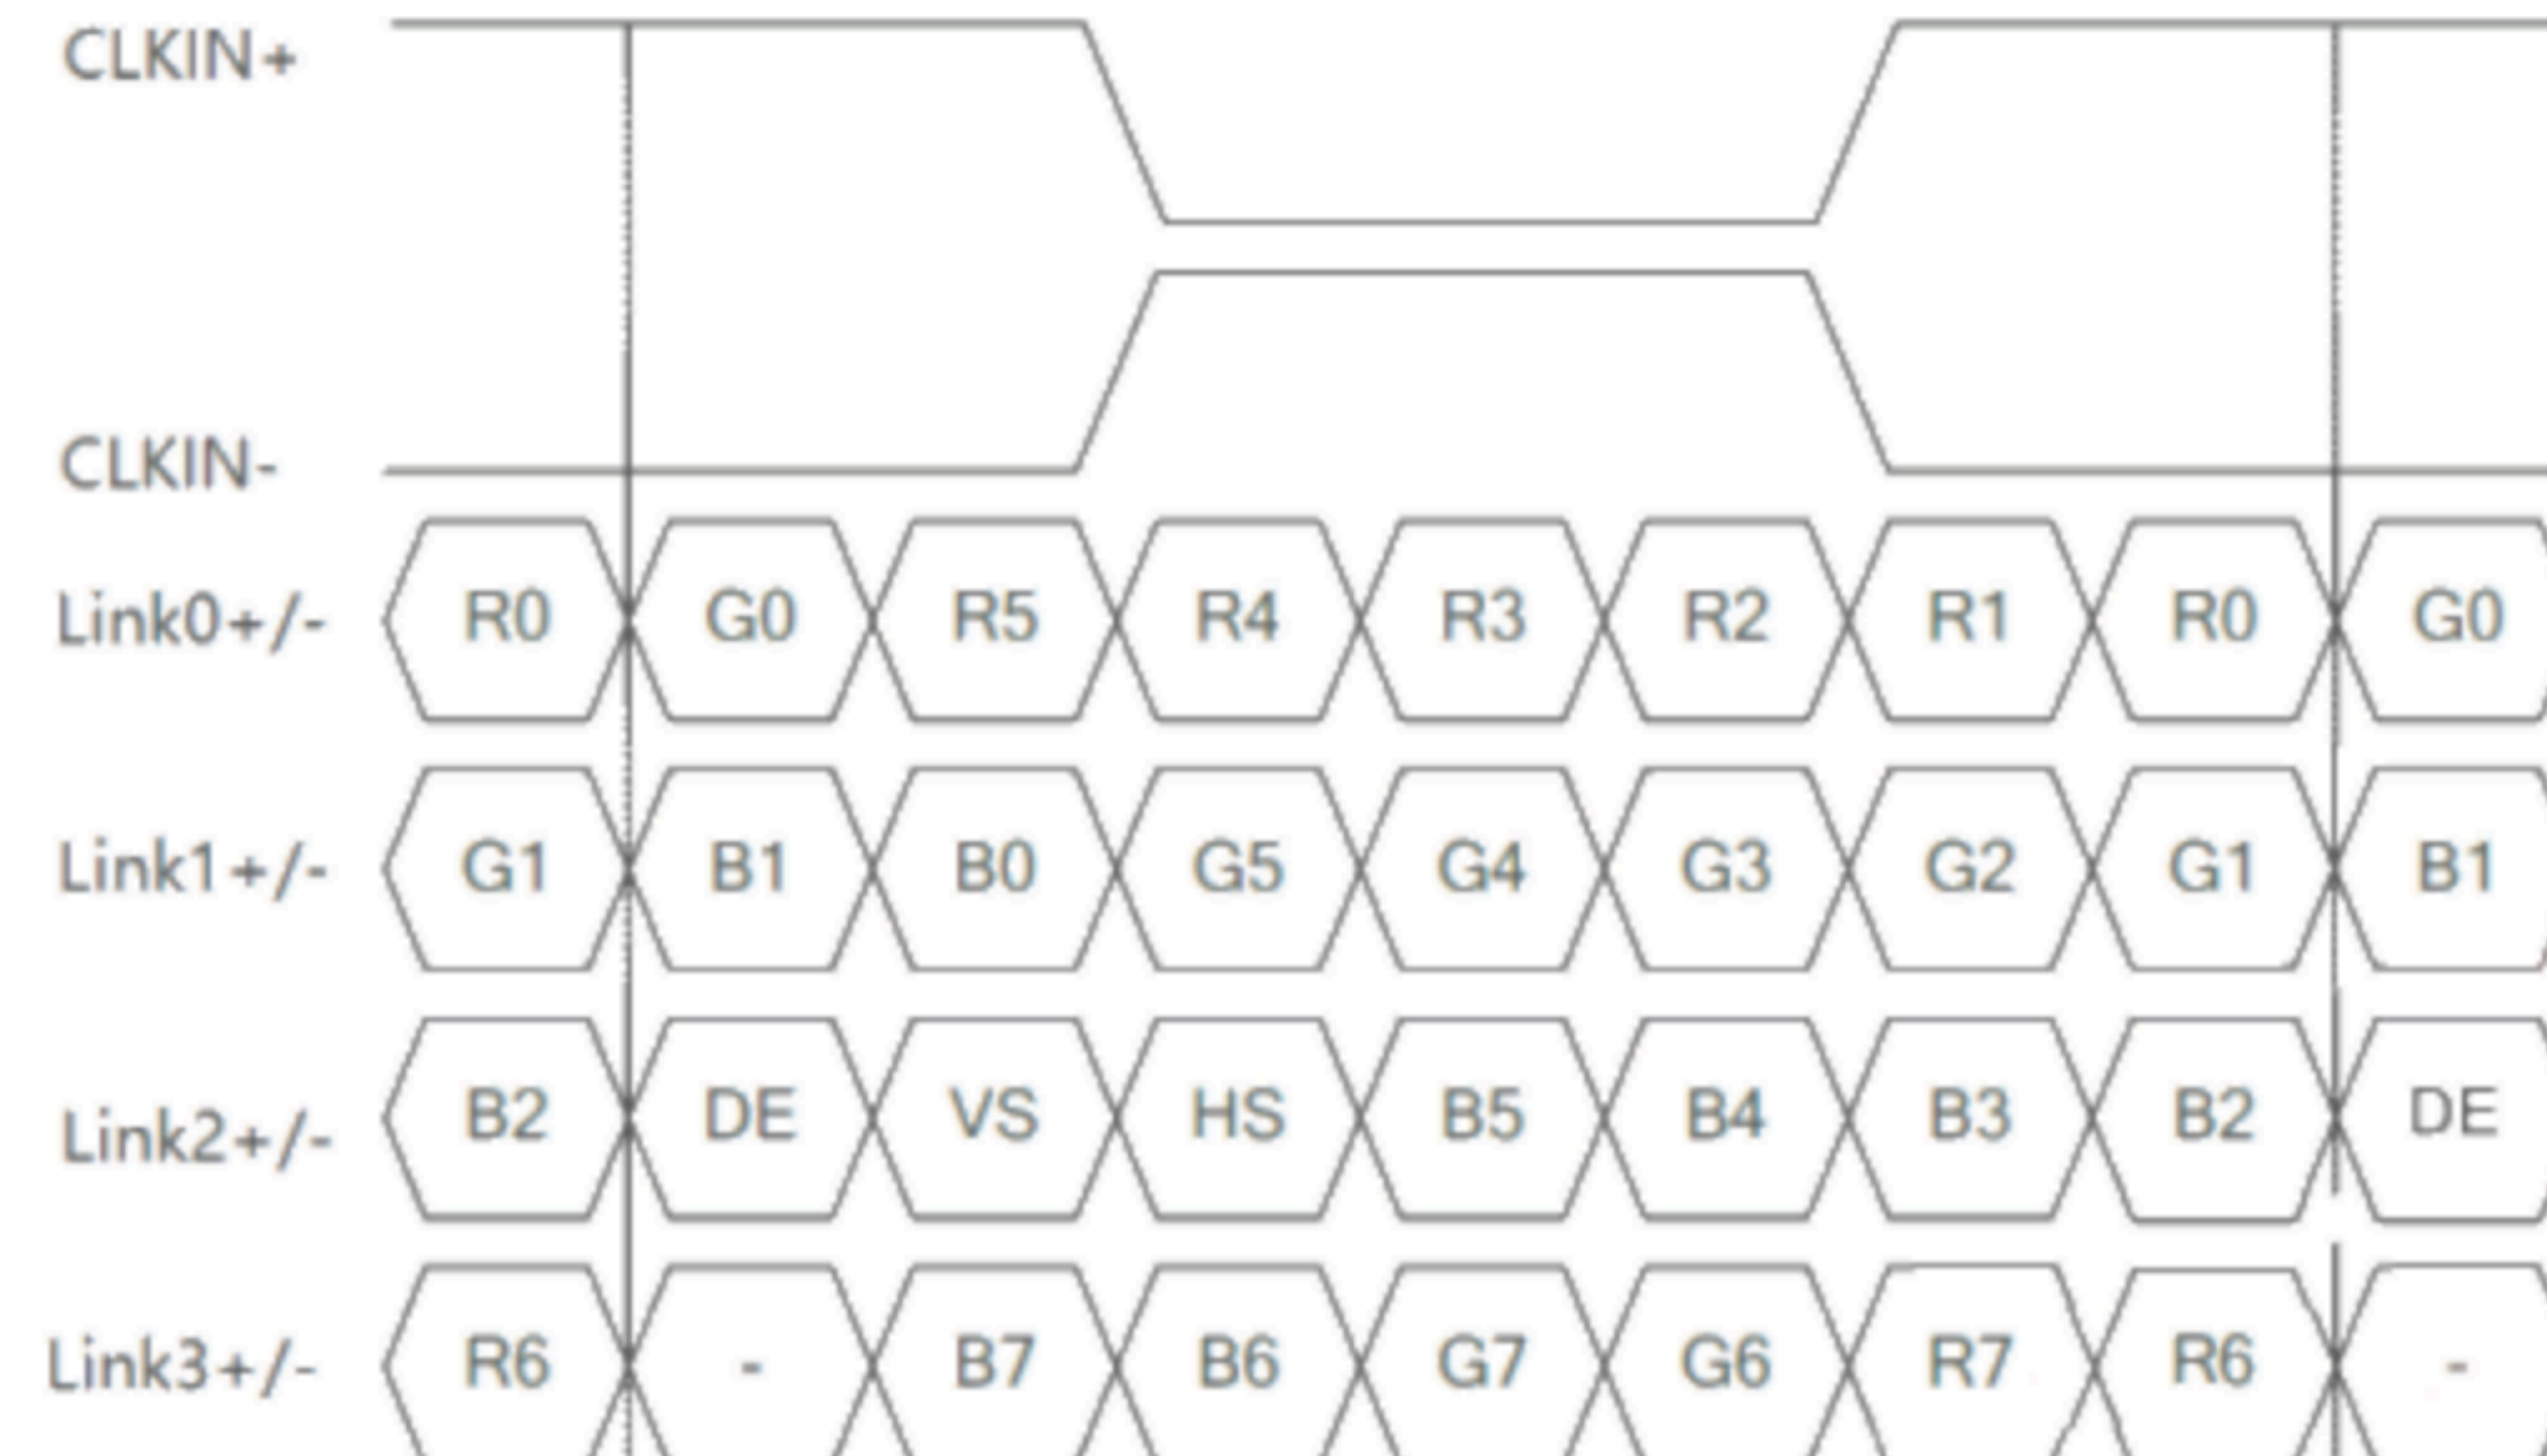 CLKIN+
CLKIN-
Link0+/- R0 G0 R5 R4 R3 R2 R1 R0 G0
Link1+/- G1 B1 B0 G5 G4 G3 G2 G1 B1
Link2+/- B2 DE VS HS B5 B4 B3 B2 DE
Link3+/- R6 - B7 B6 G7 G6 R7 R6 -